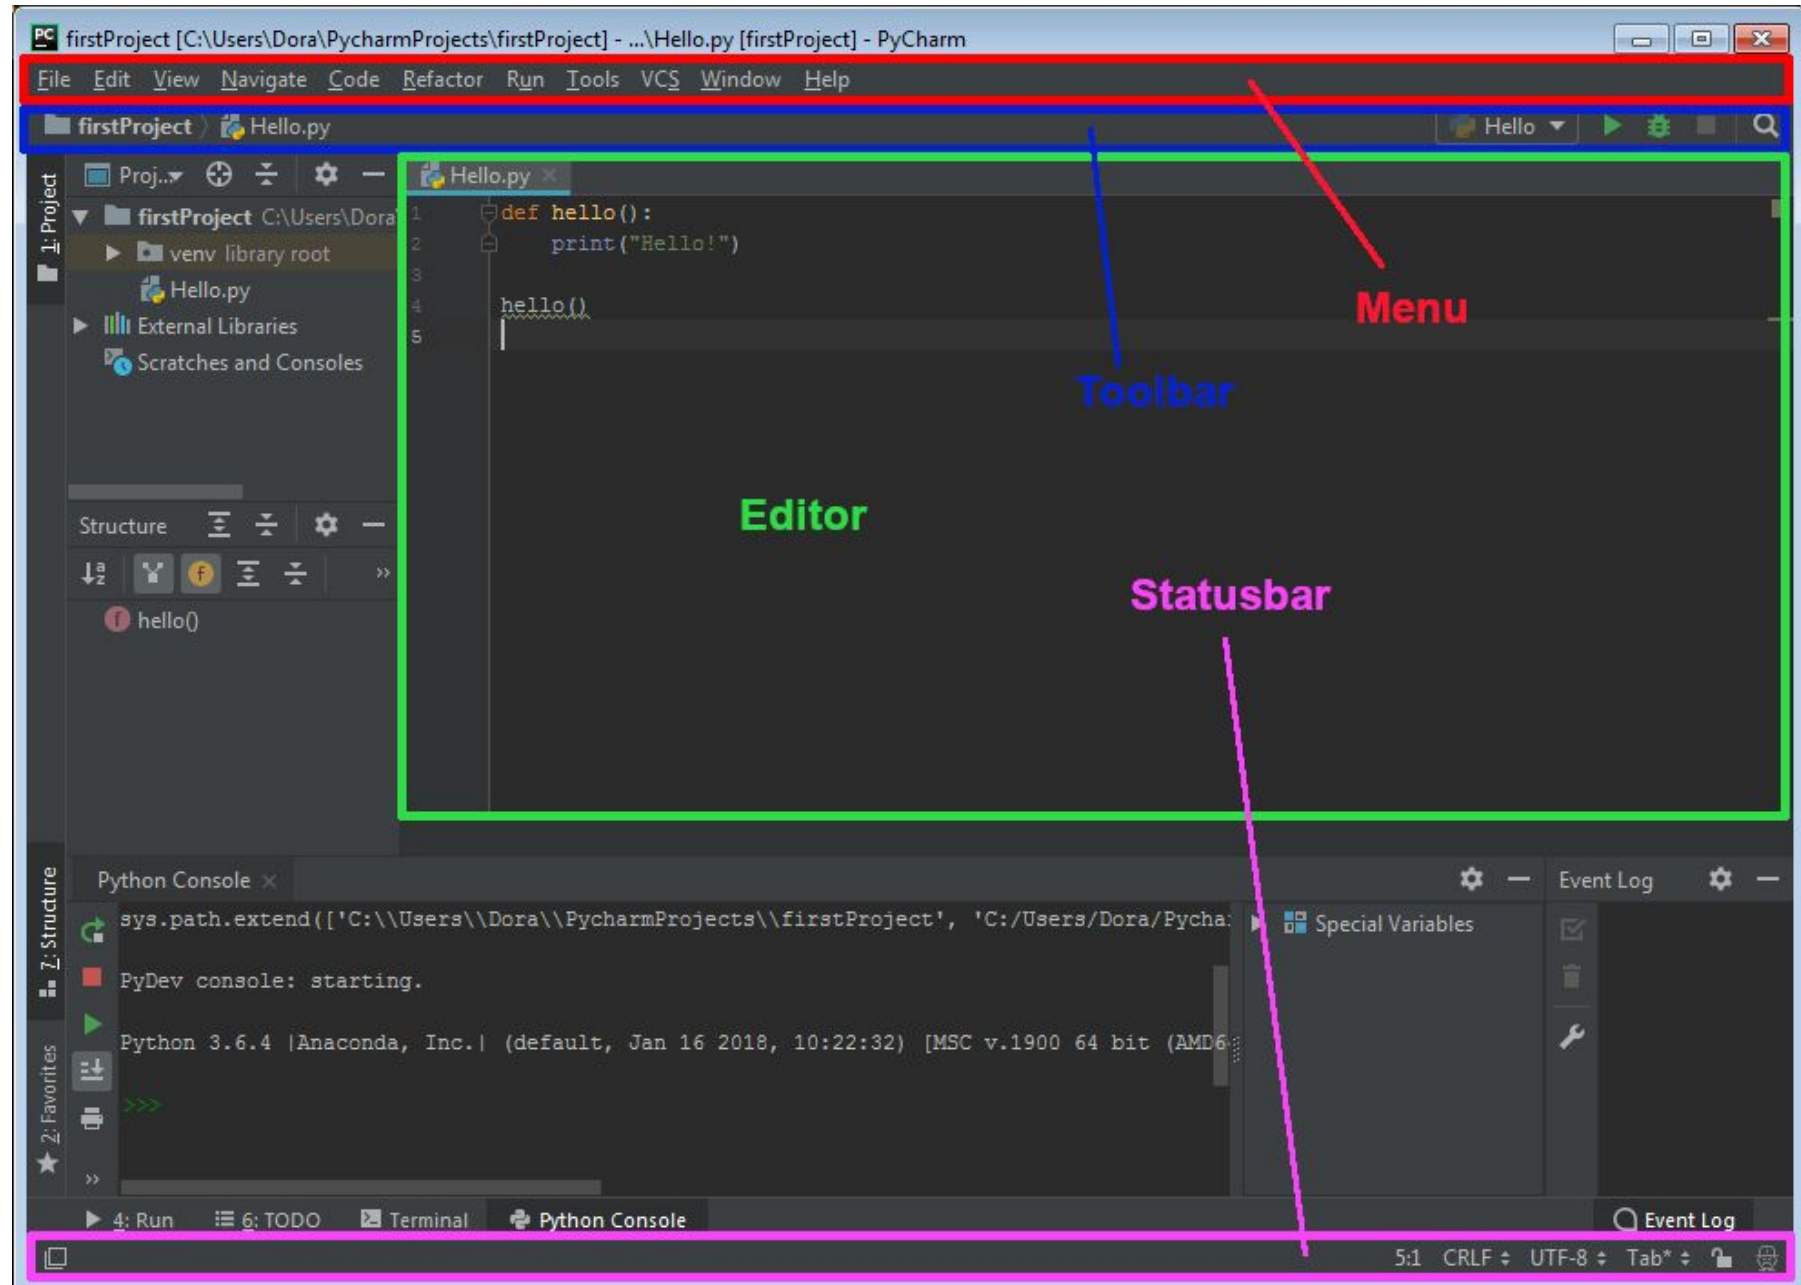 PC firstProject [C:\Users\Dora\PycharmProjects\firstProject] - ...\Hello.py [firstProject] - PyCharm
File Edit View Navigate Code Refactor Run Tools VCS Window Help
firstProject Hello.py Hello
1: Project
Proj...
firstProject C:\Users\Dora
venv library root
Hello.py
External Libraries
Scratches and Consoles
Hello.py
1 def hello():
2 print("Hello!")
3
4 hello()
5
Menu
Toolbar
Editor
Statusbar
Structure
f
f hello()
7: Structure
2: Favorites
Python Console
sys.path.extend(['C:\\Users\\Dora\\PycharmProjects\\firstProject', 'C:/Users/Dora/Pychar
PyDev console: starting.
Python 3.6.4 |Anaconda, Inc.| (default, Jan 16 2018, 10:22:32) [MSC v.1900 64 bit (AMD6
>>>
Special Variables
Event Log
4: Run 6: TODO Terminal Python Console Event Log
5:1 CRLF UTF-8 Tab*